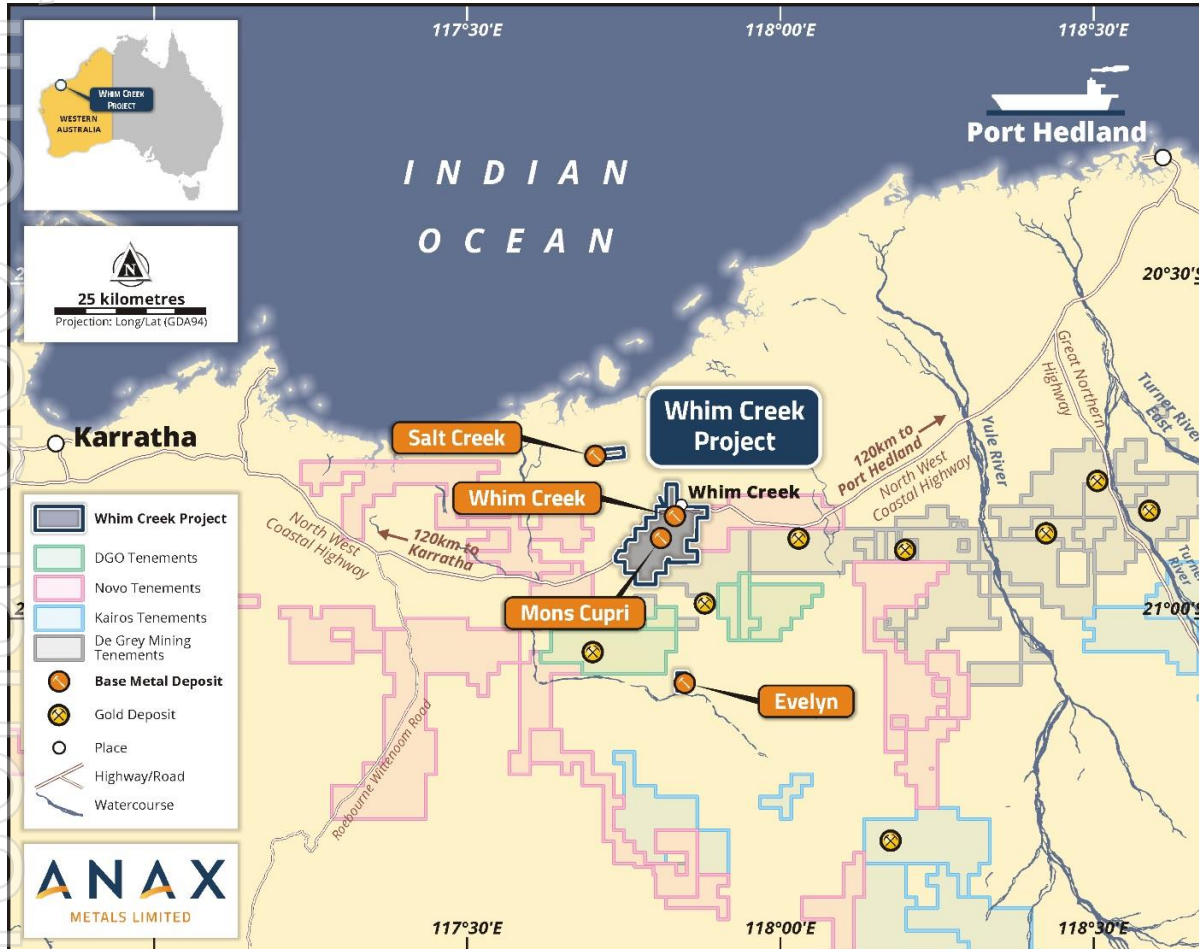 117°30'E
118°00'E
118°30'E
WHIM CREEK
PROJECT
WESTERN
AUSTRALIA
INDIAN
OCEAN
Port Hedland
N
25 kilometres
Projection: Long/Lat (GDA94)
20°30'S
Karratha
Salt Creek
Whim Creek
Project
Whim Creek
Whim Creek
Mons Cupri
Evelyn
120km to
Port Hedland
North West
Coastal Highway
Great Northern
Highway
Yule River
Turner River
East
Turner
River
North West
Coastal Highway
120km to
Karratha
Roebourne Wittenoom Road
21°00'S
Whim Creek Project
DGO Tenements
Novo Tenements
Kairos Tenements
De Grey Mining
Tenements
Base Metal Deposit
Gold Deposit
Place
Highway/Road
Watercourse
ANAX
METALS LIMITED
117°30'E
118°00'E
118°30'E